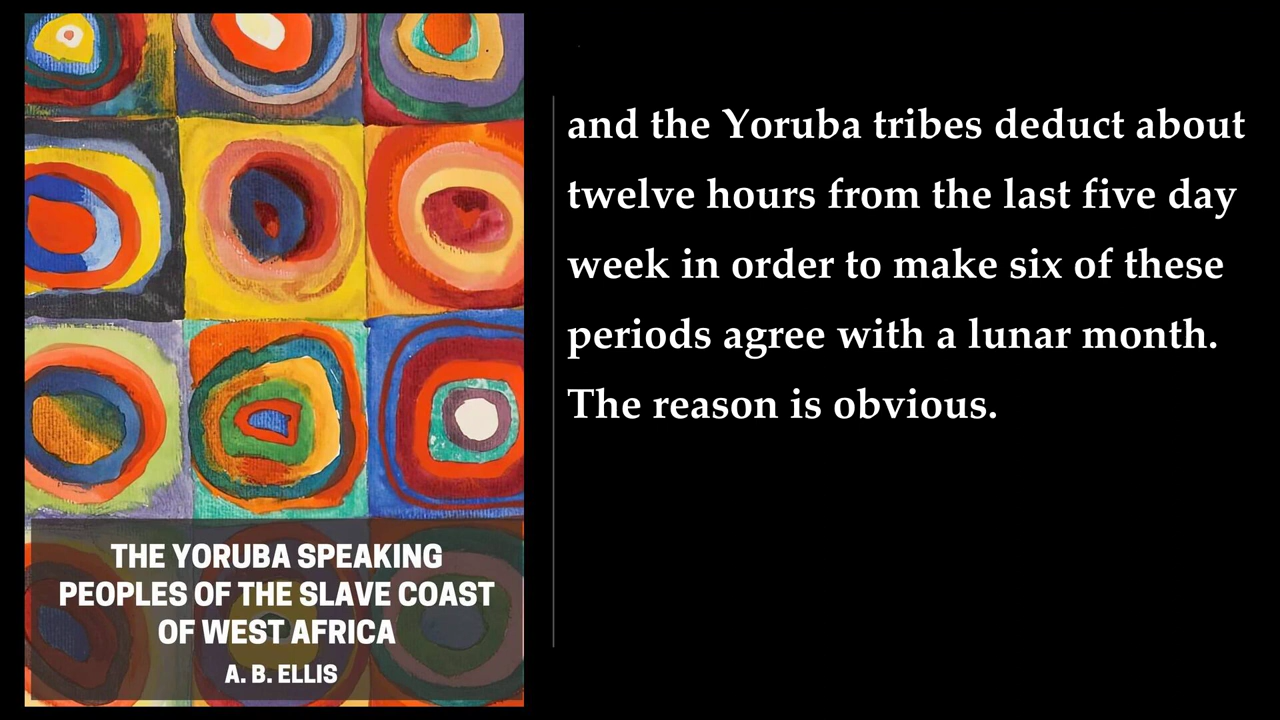 THE YORUBA SPEAKING
PEOPLES OF THE SLAVE COAST
OF WEST AFRICA
A. B. ELLIS
and the Yoruba tribes deduct about
twelve hours from the last five day
week in order to make six of these
periods agree with a lunar month.
The reason is obvious.